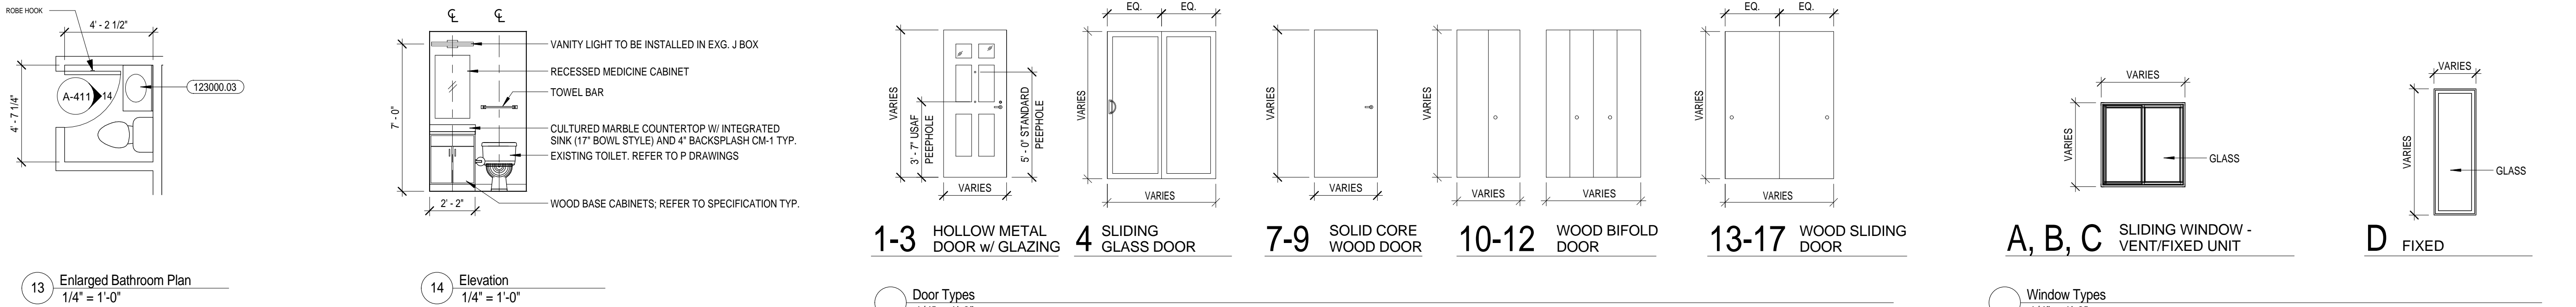 ROBE HOOK
4' - 2 1/2"
4' - 7 1/4"
A-411
14
123000.03
13
Enlarged Bathroom Plan
1/4" = 1'-0"
℄ ℄
7' - 0"
2' - 2"
VANITY LIGHT TO BE INSTALLED IN EXG. J BOX
RECESSED MEDICINE CABINET
TOWEL BAR
CULTURED MARBLE COUNTERTOP W/ INTEGRATED
SINK (17" BOWL STYLE) AND 4" BACKSPLASH CM-1 TYP.
EXISTING TOILET. REFER TO P DRAWINGS
WOOD BASE CABINETS; REFER TO SPECIFICATION TYP.
14
Elevation
1/4" = 1'-0"
VARIES
3' - 7" USAF
PEEPHOLE
5' - 0" STANDARD
PEEPHOLE
VARIES
1-3
HOLLOW METAL
DOOR w/ GLAZING
EQ. EQ.
VARIES
VARIES
4
SLIDING
GLASS DOOR
VARIES
VARIES
7-9
SOLID CORE
WOOD DOOR
VARIES
VARIES
VARIES
10-12
WOOD BIFOLD
DOOR
EQ. EQ.
VARIES
VARIES
13-17
WOOD SLIDING
DOOR
Door Types
VARIES
VARIES
GLASS
A, B, C
SLIDING WINDOW -
VENT/FIXED UNIT
VARIES
VARIES
GLASS
D
FIXED
Window Types